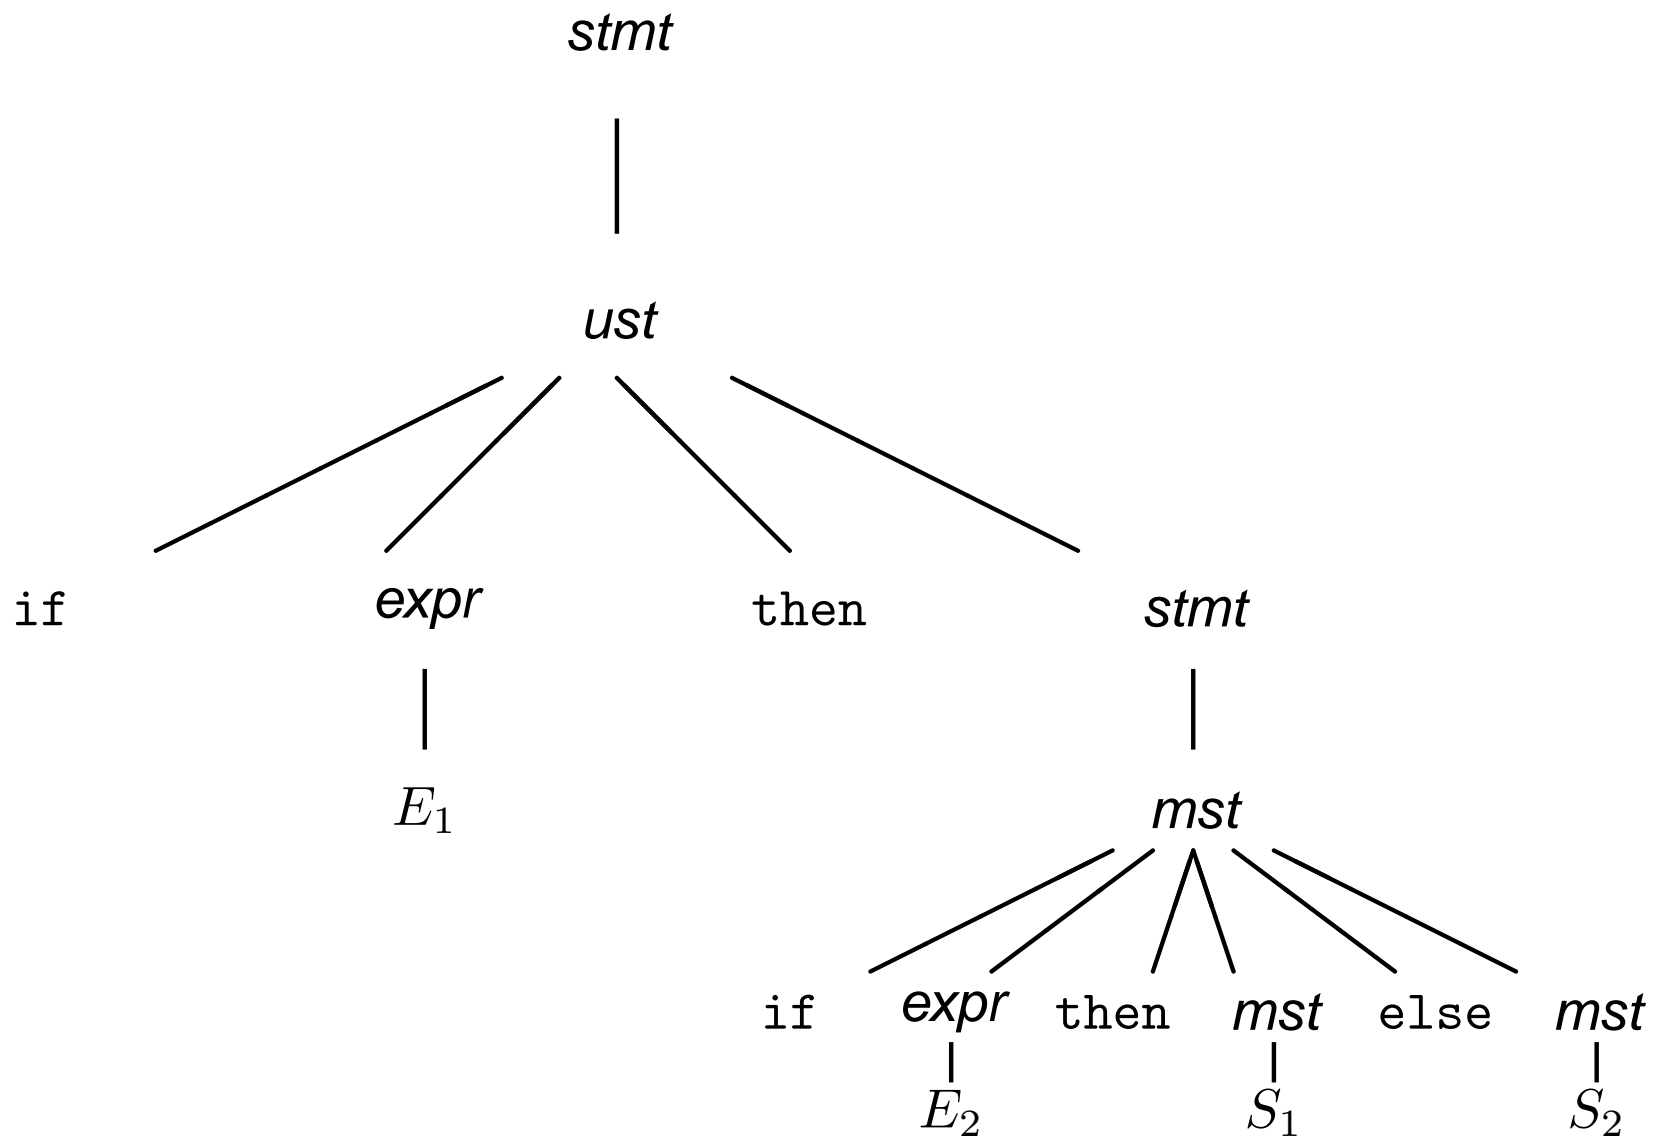 stmt
ust
if expr then stmt
E₁ mst
if expr then mst else mst
E₂ S₁ S₂